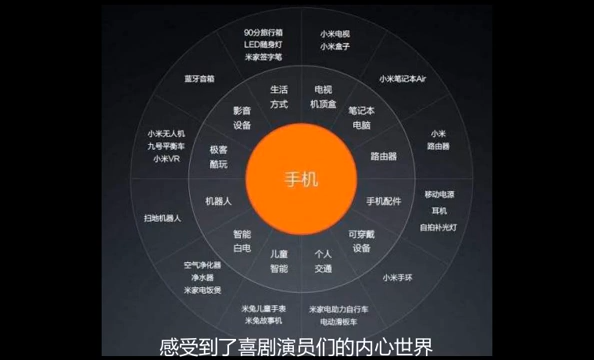 90分旅行箱
LED随身灯
米家签字笔
小米电视
小米盒子
蓝牙音箱
小米笔记本Air
生活
方式
电视
机顶盒
影音
设备
笔记本
电脑
小米无人机
九号平衡车
小米VR
极客
酷玩
路由器
小米
路由器
手机
扫地机器人
机器人
手机配件
移动电源
耳机
自拍补光灯
智能
白电
可穿戴
设备
儿童
智能
个人
交通
空气净化器
净水器
米家电饭煲
小米手环
米兔儿童手表
米兔故事机
米家电助力自行车
电动滑板车
感受到了喜剧演员们的内心世界